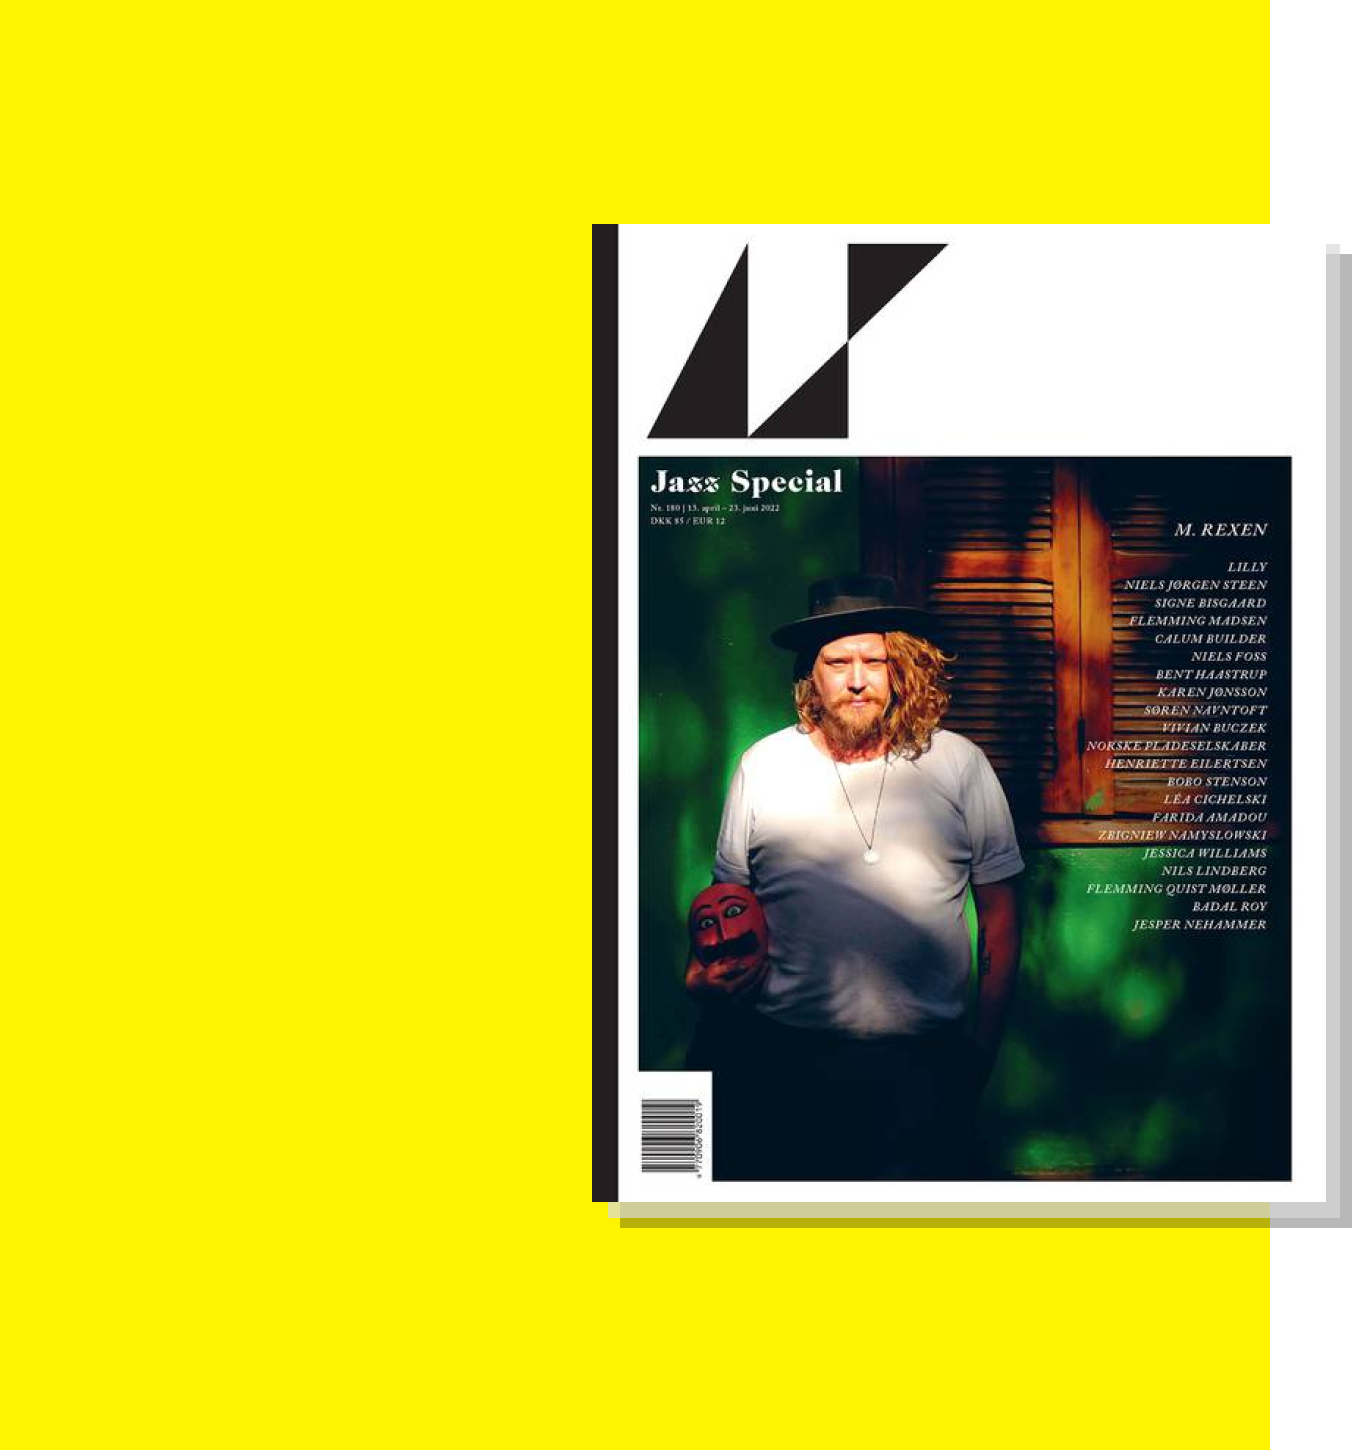 Jazz Special
Nr. 180 | 13. april – 23. juni 2022
DKK 85 / EUR 12
M. REXEN
LILLY
NIELS JØRGEN STEEN
SIGNE BISGAARD
FLEMMING MADSEN
CALUM BUILDER
NIELS FOSS
BENT HAASTRUP
KAREN JØNSSON
SØREN NAVNTOFT
VIVIAN BUCZEK
NORSKE PLADESELSKABER
HENRIETTE EILERTSEN
BOBO STENSON
LÉA CICHELSKI
FARIDA AMADOU
ZBIGNIEW NAMYSLOWSKI
JESSICA WILLIAMS
NILS LINDBERG
FLEMMING QUIST MØLLER
BADAL ROY
JESPER NEHAMMER
9 770906 820019